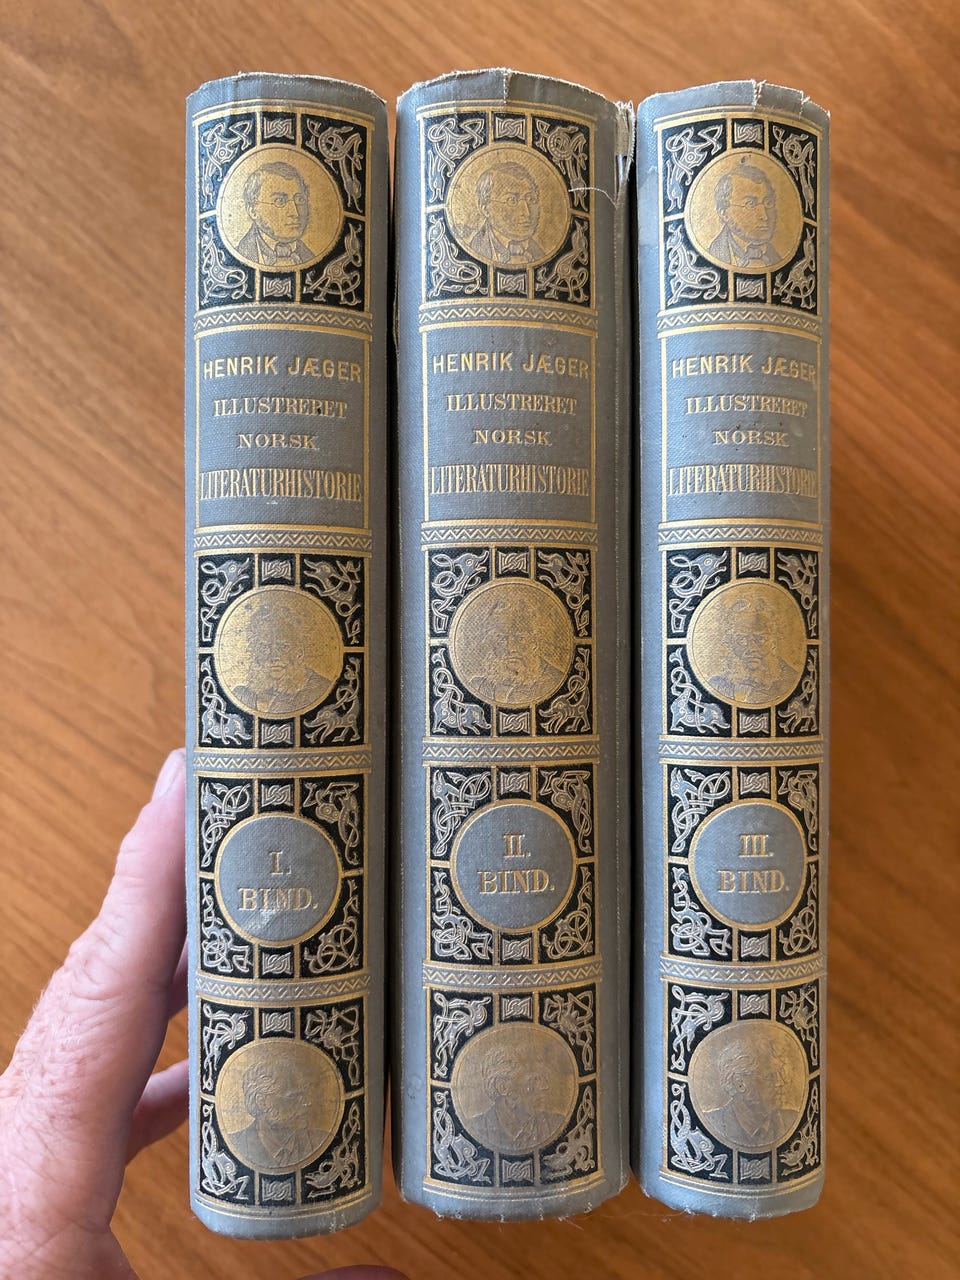 HENRIK JÆGER
ILLUSTRERET
NORSK
LITERATURHISTORIE
I.
BIND.
HENRIK JÆGER
ILLUSTRERET
NORSK
LITERATURHISTORIE
II.
BIND.
HENRIK JÆGER
ILLUSTRERET
NORSK
LITERATURHISTORIE
III.
BIND.